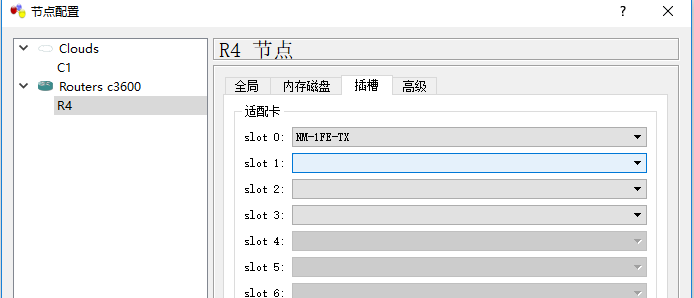 节点配置
?
Clouds
C1
Routers c3600
R4
R4 节点
全局 内存磁盘 插槽 高级
适配卡
slot 0: NM-1FE-TX
slot 1:
slot 2:
slot 3:
slot 4:
slot 5:
slot 6: